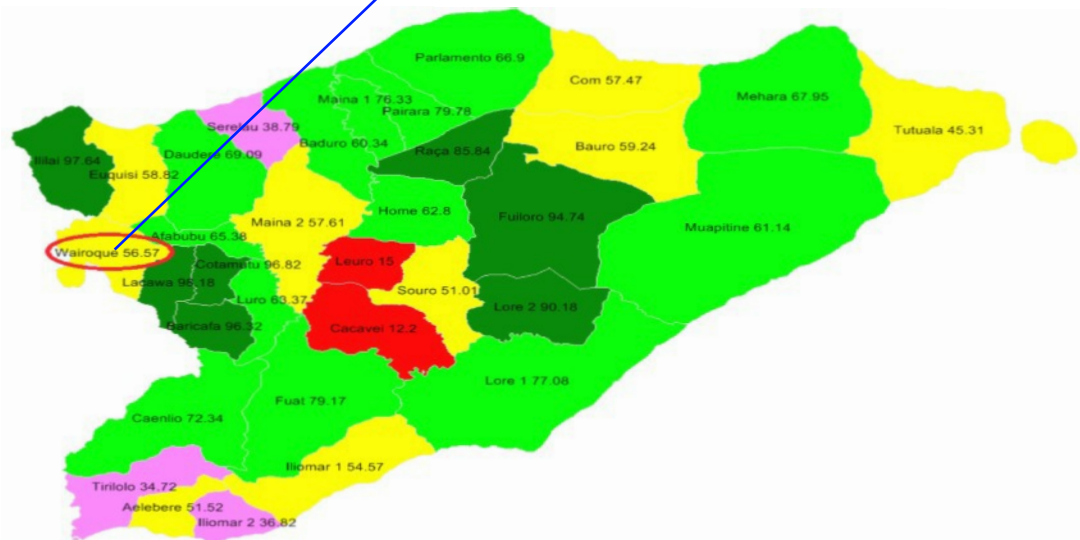 Parlamento 66.9
Com 57.47
Mehara 67.95
Maina 1 76.33
Pairara 79.78
Tutuala 45.31
Serelau 38.79
Baduro 60.34
Bauro 59.24
Raça 85.84
Daudere 69.09
Ililai 97.64
Euquisi 58.82
Home 62.8
Fuiloro 94.74
Maina 2 57.61
Muapitine 61.14
Afabubu 65.38
Wairoque 56.57
Leuro 15
Cotamutu 96.82
Lacawa 98.18
Souro 51.01
Luro 63.37
Lore 2 90.18
Baricafa 96.32
Cacavei 12.2
Lore 1 77.08
Fuat 79.17
Caenlio 72.34
Iliomar 1 54.57
Tirilolo 34.72
Aelebere 51.52
Iliomar 2 36.82